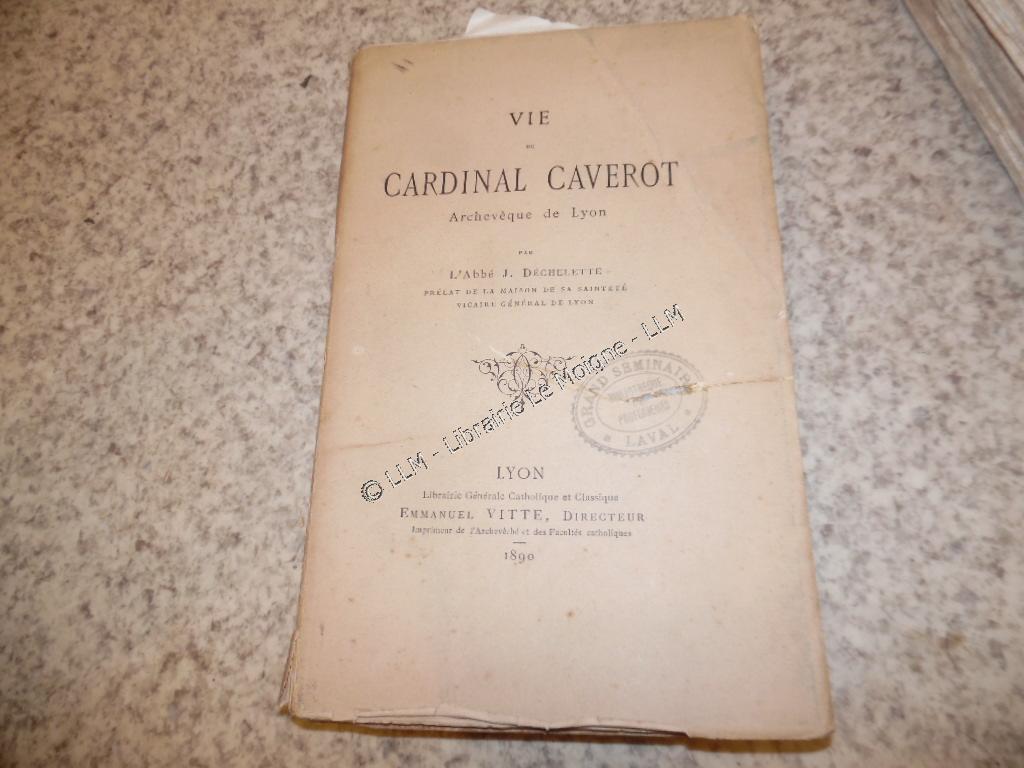 VIE
DU
CARDINAL CAVEROT
Archevêque de Lyon
PAR
L'Abbé J. DÉCHELETTE
PRÉLAT DE LA MAISON DE SA SAINTETÉ
VICAIRE GÉNÉRAL DE LYON
© LLM - Librairie Le Moigne - LLM
GRAND SEMINAIRE
LAVAL
LYON
Librairie Générale Catholique et Classique
EMMANUEL VITTE, DIRECTEUR
Imprimeur de l'Archevêché et des Facultés catholiques
1890